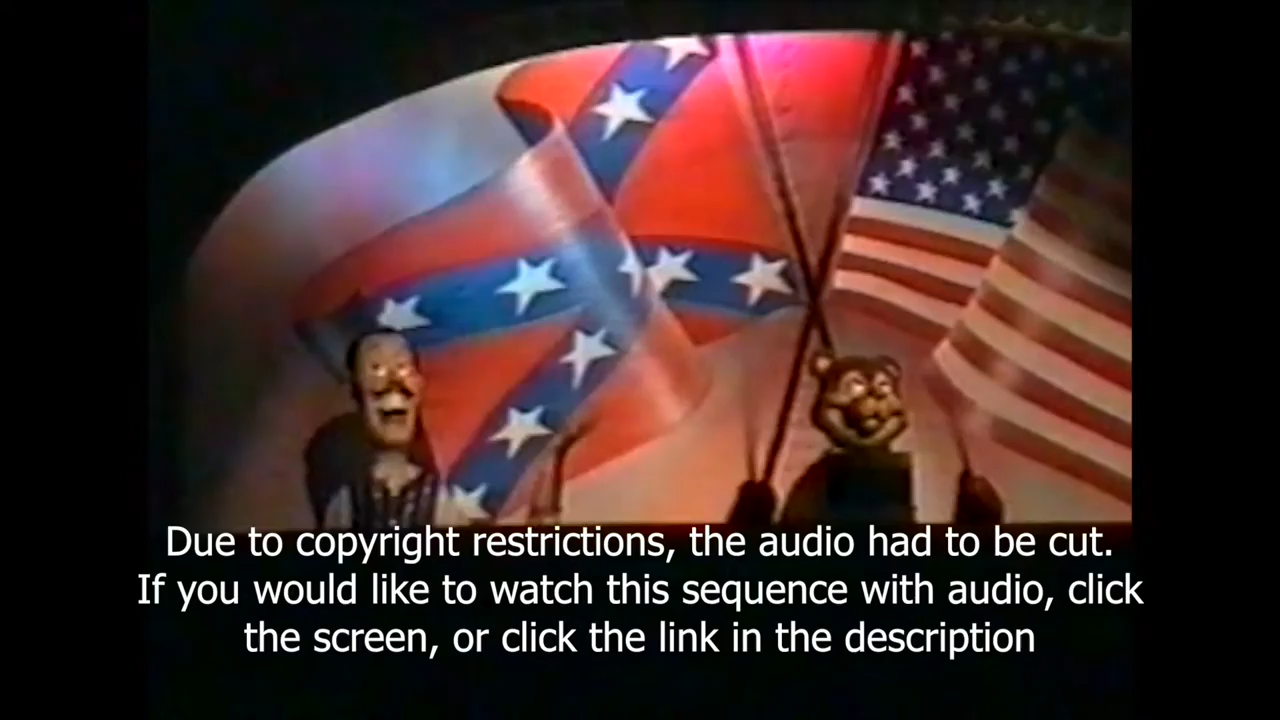 Due to copyright restrictions, the audio had to be cut.
If you would like to watch this sequence with audio, click
the screen, or click the link in the description